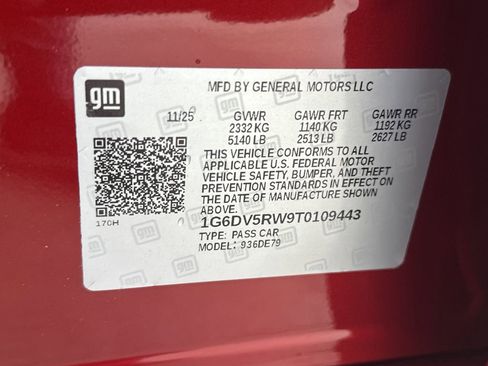 gm
MFD BY GENERAL MOTORS LLC
11/25 GVWR GAWR FRT GAWR RR
2332 KG 1140 KG 1192 KG
5140 LB 2513 LB 2627 LB
THIS VEHICLE CONFORMS TO ALL
APPLICABLE U.S. FEDERAL MOTOR
VEHICLE SAFETY, BUMPER, AND THEFT
PREVENTION STANDARDS IN EFFECT ON
THE DATE OF MANUFACTURE SHOWN
ABOVE.
170H
1G6DV5RW9T0109443
TYPE: PASS CAR
MODEL: 936DE79